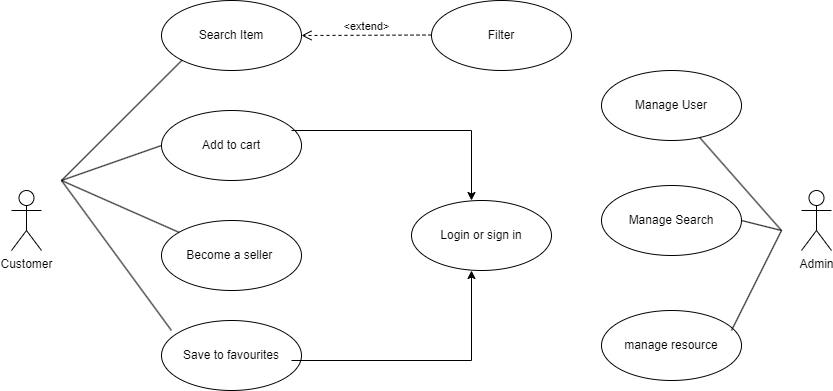 Search Item
<extend>
Filter
Manage User
Add to cart
Manage Search
Login or sign in
Become a seller
Customer
Admin
Save to favourites
manage resource